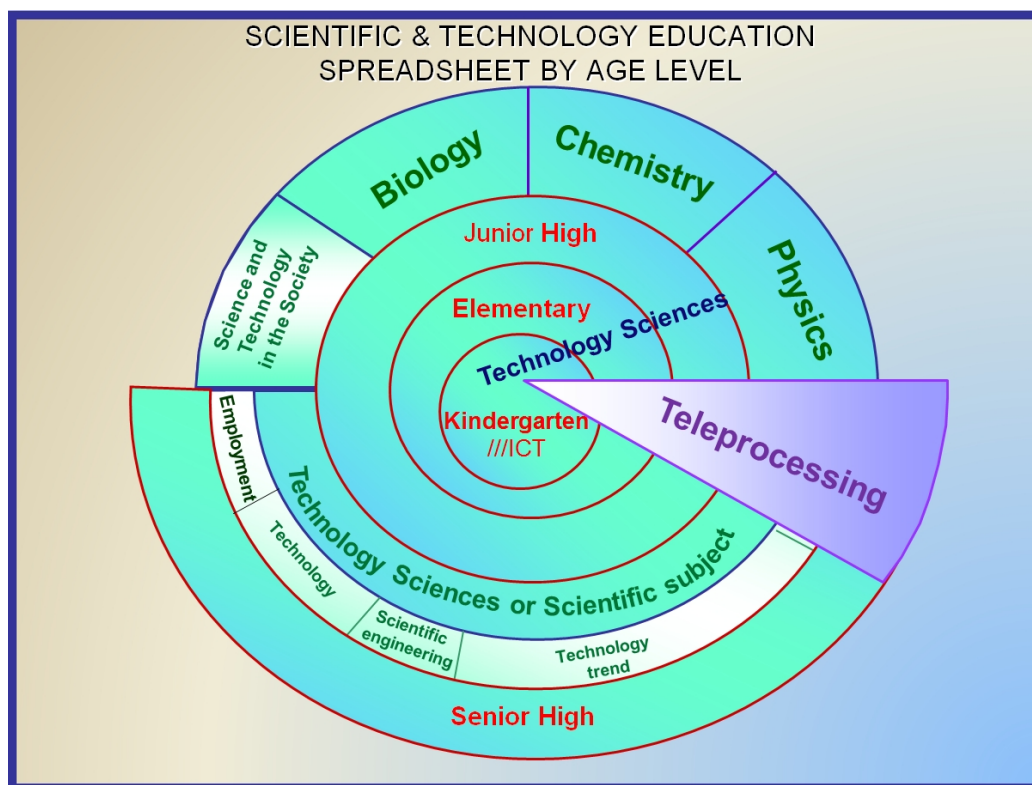 SCIENTIFIC & TECHNOLOGY EDUCATION
SPREADSHEET BY AGE LEVEL
Biology
Chemistry
Physics
Science and
Technology
in the Society
Junior High
Elementary
Technology Sciences
Kindergarten
///ICT
Teleprocessing
Employment
Technology
Scientific
engineering
Technology
trend
Technology Sciences or Scientific subject
Senior High